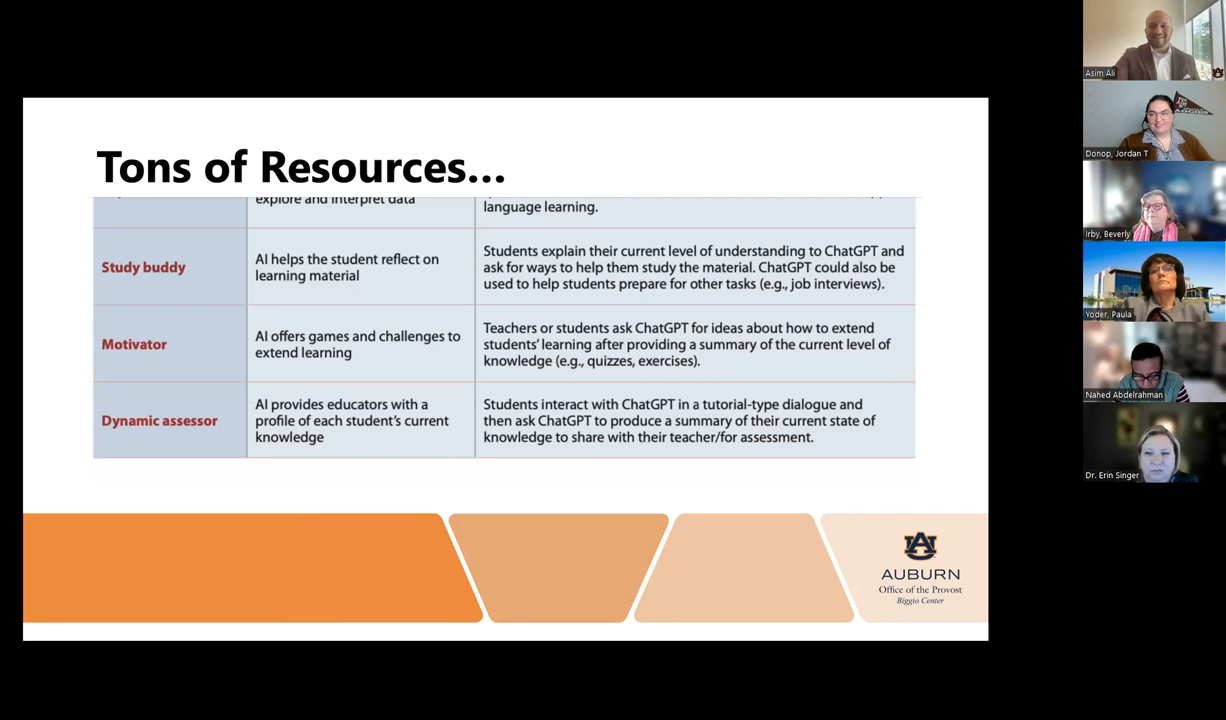 Tons of Resources...
explore and interpret data
language learning.
Study buddy
AI helps the student reflect on
learning material
Students explain their current level of understanding to ChatGPT and
ask for ways to help them study the material. ChatGPT could also be
used to help students prepare for other tasks (e.g., job interviews).
Motivator
AI offers games and challenges to
extend learning
Teachers or students ask ChatGPT for ideas about how to extend
students' learning after providing a summary of the current level of
knowledge (e.g., quizzes, exercises).
Dynamic assessor
AI provides educators with a
profile of each student's current
knowledge
Students interact with ChatGPT in a tutorial-type dialogue and
then ask ChatGPT to produce a summary of their current state of
knowledge to share with their teacher/for assessment.
AUBURN
Office of the Provost
Biggio Center
Asim Ali
Donop, Jordan T
Irby, Beverly
Yoder, Paula
Nahed Abdelrahman
Dr. Erin Singer